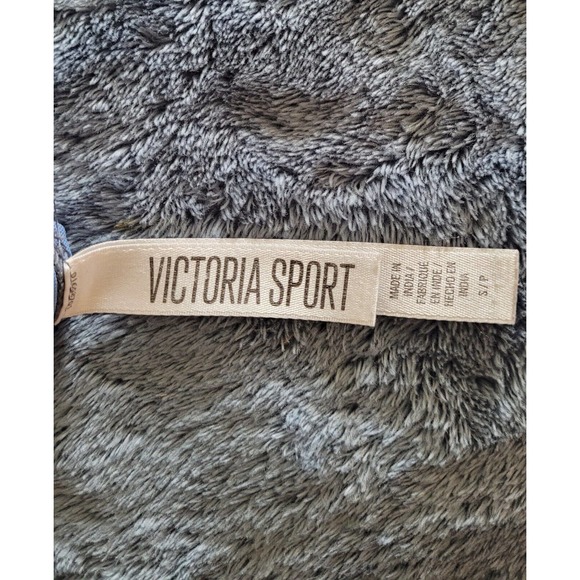 VICTORIA SPORT
MADE IN
INDIA /
FABRIQUÉ
EN INDE /
HECHO EN
INDIA
S / P